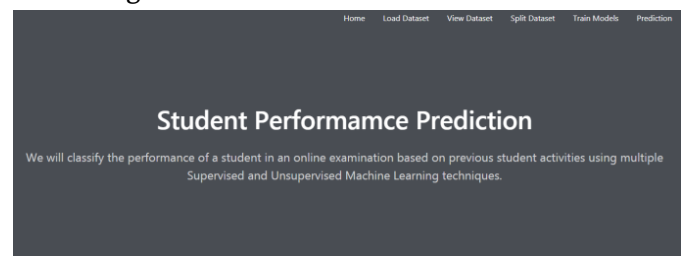 Home Load Dataset View Dataset Split Dataset Train Models Prediction
Student Performamce Prediction
We will classify the performance of a student in an online examination based on previous student activities using multiple
Supervised and Unsupervised Machine Learning techniques.